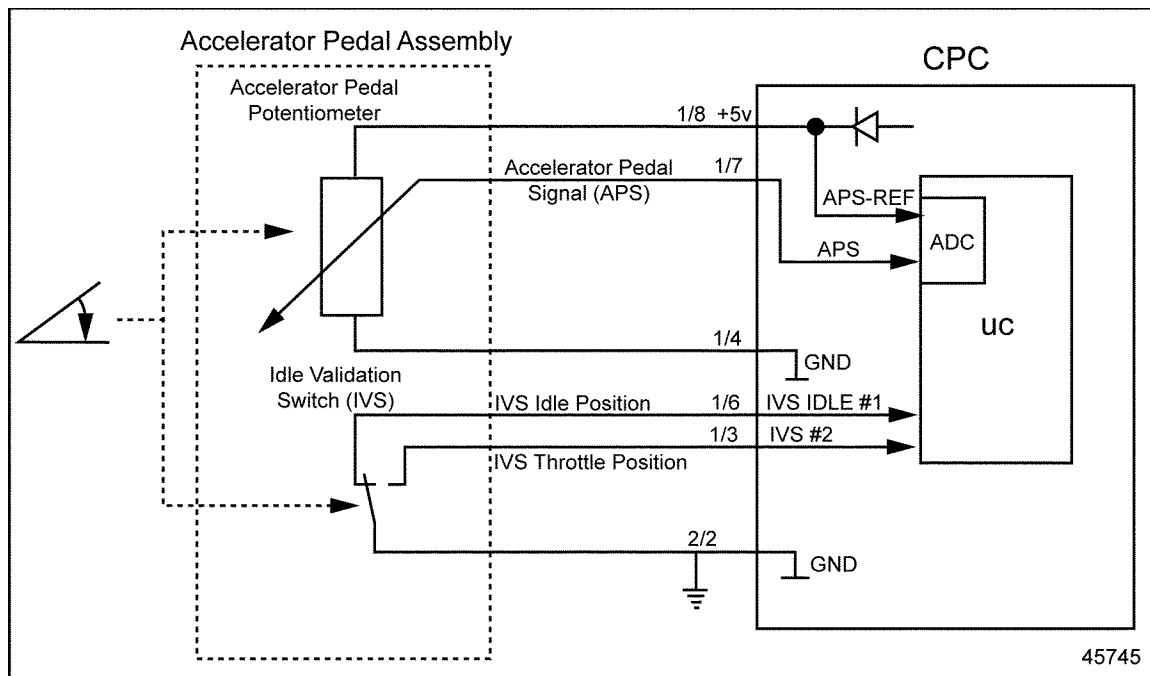 Accelerator Pedal Assembly
CPC
Accelerator Pedal
Potentiometer
1/8 +5v
Accelerator Pedal
Signal (APS)
1/7
APS-REF
ADC
APS
uc
1/4
GND
Idle Validation
Switch (IVS)
IVS Idle Position
1/6
IVS IDLE #1
1/3
IVS #2
IVS Throttle Position
2/2
GND
45745